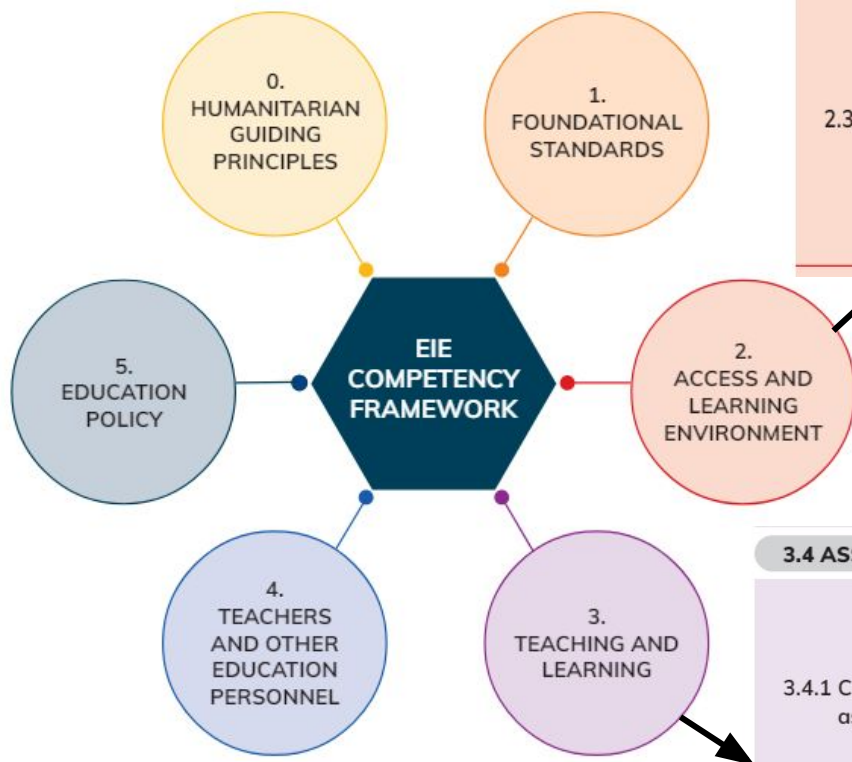 0.
HUMANITARIAN
GUIDING
PRINCIPLES
1.
FOUNDATIONAL
STANDARDS
2.3
5.
EDUCATION
POLICY
EIE
COMPETENCY
FRAMEWORK
2.
ACCESS AND
LEARNING
ENVIRONMENT
4.
TEACHERS
AND OTHER
EDUCATION
PERSONNEL
3.
TEACHING AND
LEARNING
3.4 AS
3.4.1 C
a